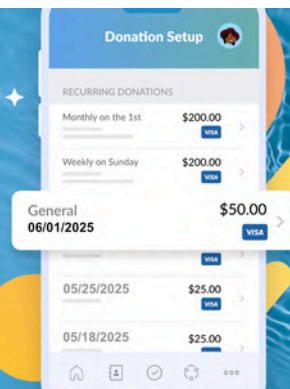 Donation Setup
RECURRING DONATIONS
Monthly on the 1st $200.00
VISA
Weekly on Sunday $200.00
VISA
General $50.00
06/01/2025 VISA
VISA
05/25/2025 $25.00
VISA
05/18/2025 $25.00
VISA